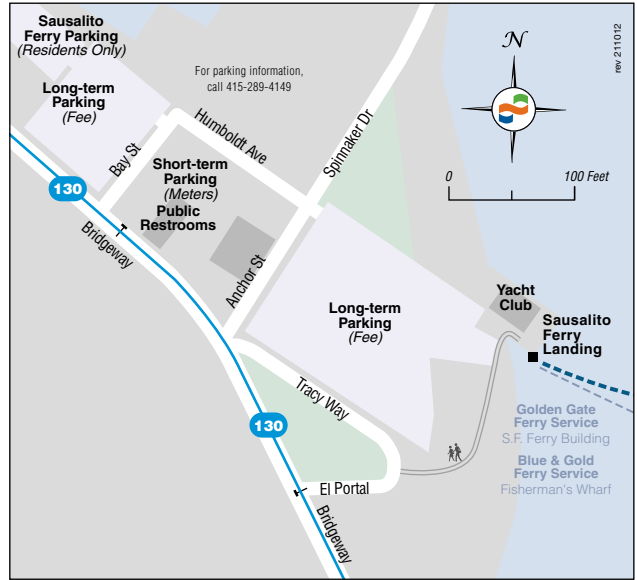 Sausalito
Ferry Parking
(Residents Only)
Long-term
Parking
(Fee)
For parking information,
call 415-289-4149
N
rev 211012
Humboldt Ave
Spinnaker Dr
Bay St
Short-term
Parking
(Meters)
Public
Restrooms
130
Bridgeway
0
100 Feet
Anchor St
Long-term
Parking
(Fee)
Yacht
Club
Sausalito
Ferry
Landing
Tracy Way
130
Golden Gate
Ferry Service
S.F. Ferry Building
Blue & Gold
Ferry Service
Fisherman's Wharf
El Portal
Bridgeway